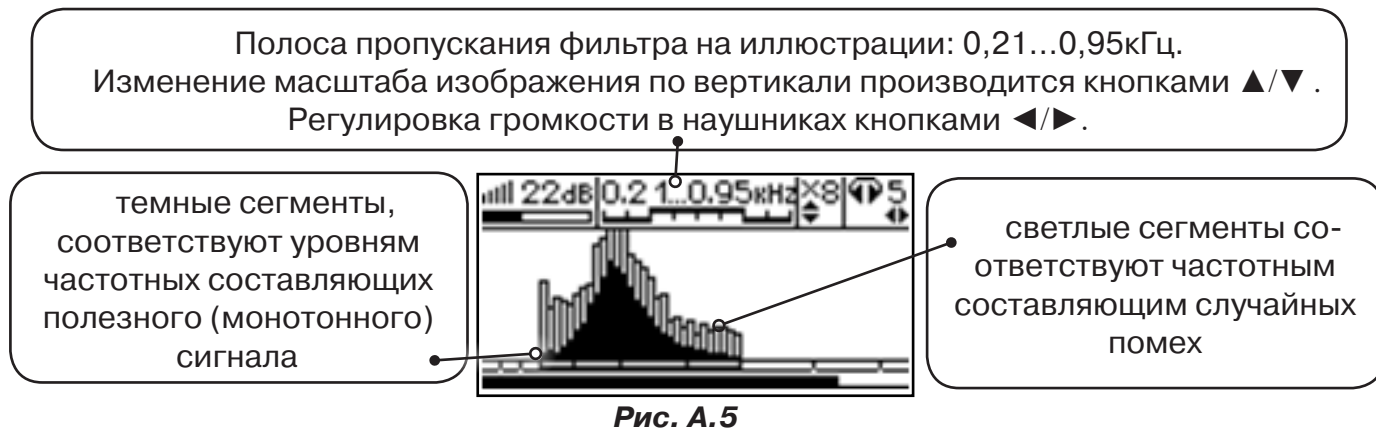 Полоса пропускания фильтра на иллюстрации: 0,21...0,95кГц.
Изменение масштаба изображения по вертикали производится кнопками ▲/▼ .
Регулировка громкости в наушниках кнопками ◄/►.
темные сегменты,
соответствуют уровням
частотных составляющих
полезного (монотонного)
сигнала
22dB 0.21...0.95кHz ×8 5
светлые сегменты со-
ответствуют частотным
составляющим случайных
помех
Рис. А.5